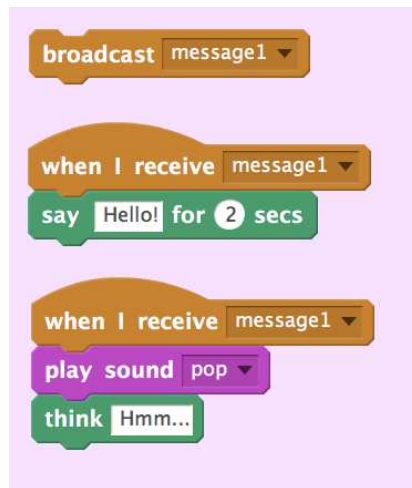 broadcast message1
when I receive message1
say Hello! for 2 secs
when I receive message1
play sound pop
think Hmm...